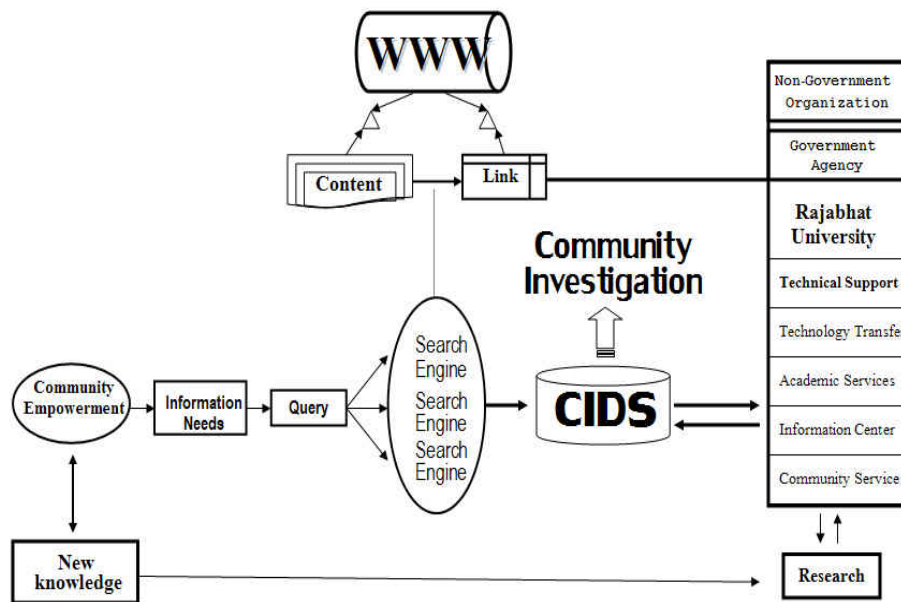 WWW
Non-Government
Organization
Government
Agency
Content
Link
Rajabhat
University
Community
Investigation
Technical Support
Search
Engine
Technology Transfer
Community
Empowerment
Information
Needs
Query
Search
Engine
CIDS
Academic Services
Search
Engine
Information Center
Community Service
New
knowledge
Research